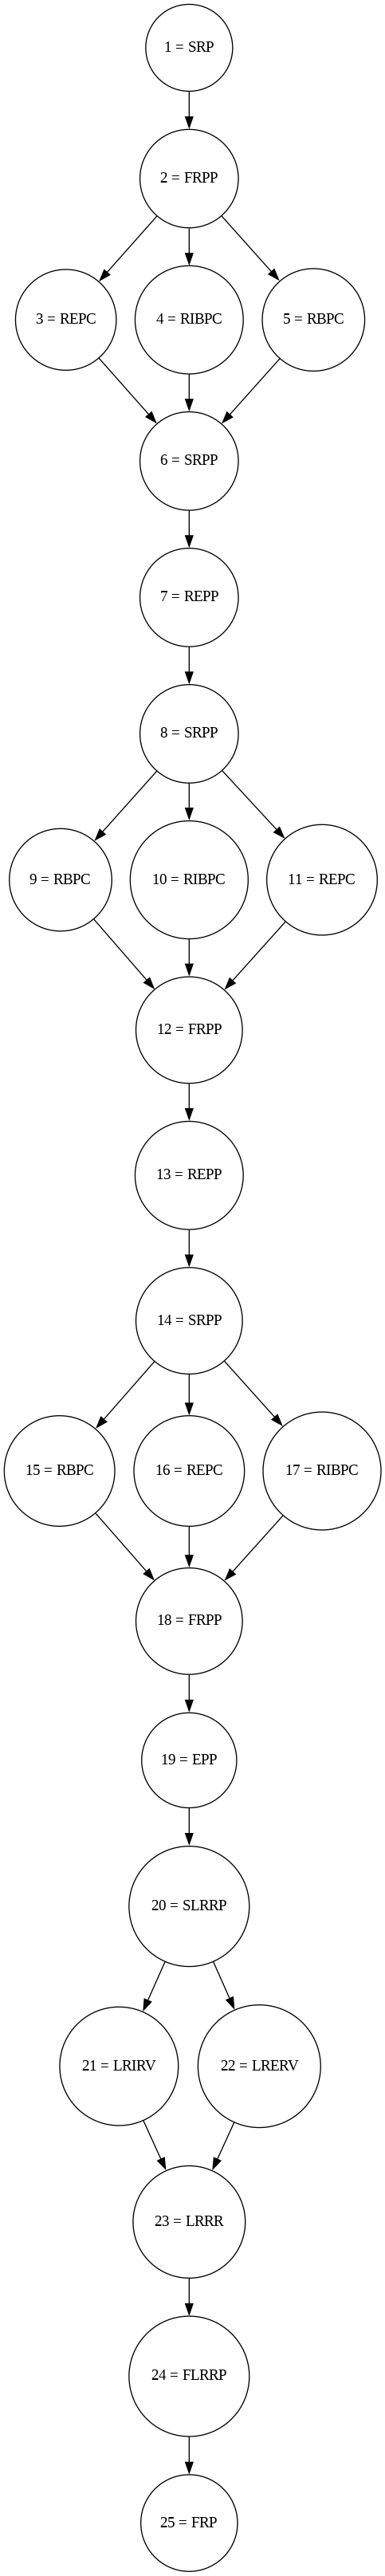 1 = SRP
2 = FRPP
3 = REPC
4 = RIBPC
5 = RBPC
6 = SRPP
7 = REPP
8 = SRPP
9 = RBPC
10 = RIBPC
11 = REPC
12 = FRPP
13 = REPP
14 = SRPP
15 = RBPC
16 = REPC
17 = RIBPC
18 = FRPP
19 = EPP
20 = SLRRP
21 = LRIRV
22 = LRERV
23 = LRRR
24 = FLRRP
25 = FRP